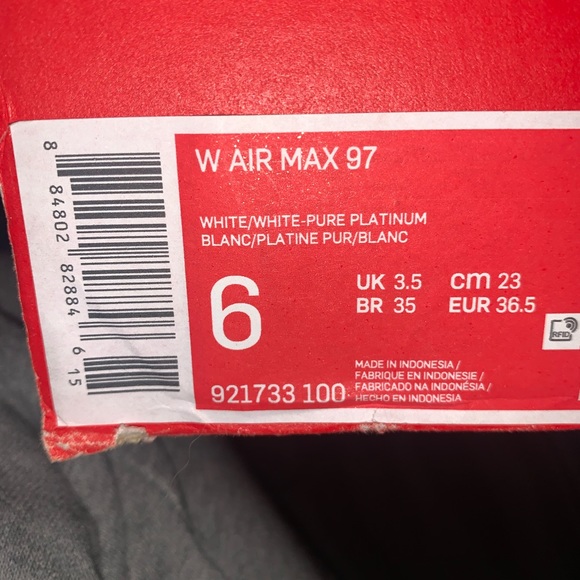 W AIR MAX 97
WHITE/WHITE-PURE PLATINUM
BLANC/PLATINE PUR/BLANC
6
UK 3.5 cm 23
BR 35 EUR 36.5
RFID
921733 100
MADE IN INDONESIA /
FABRIQUE EN INDONESIE /
FABRICADO NA INDONÉSIA /
HECHO EN INDONESIA
8 84802 82884 6 15